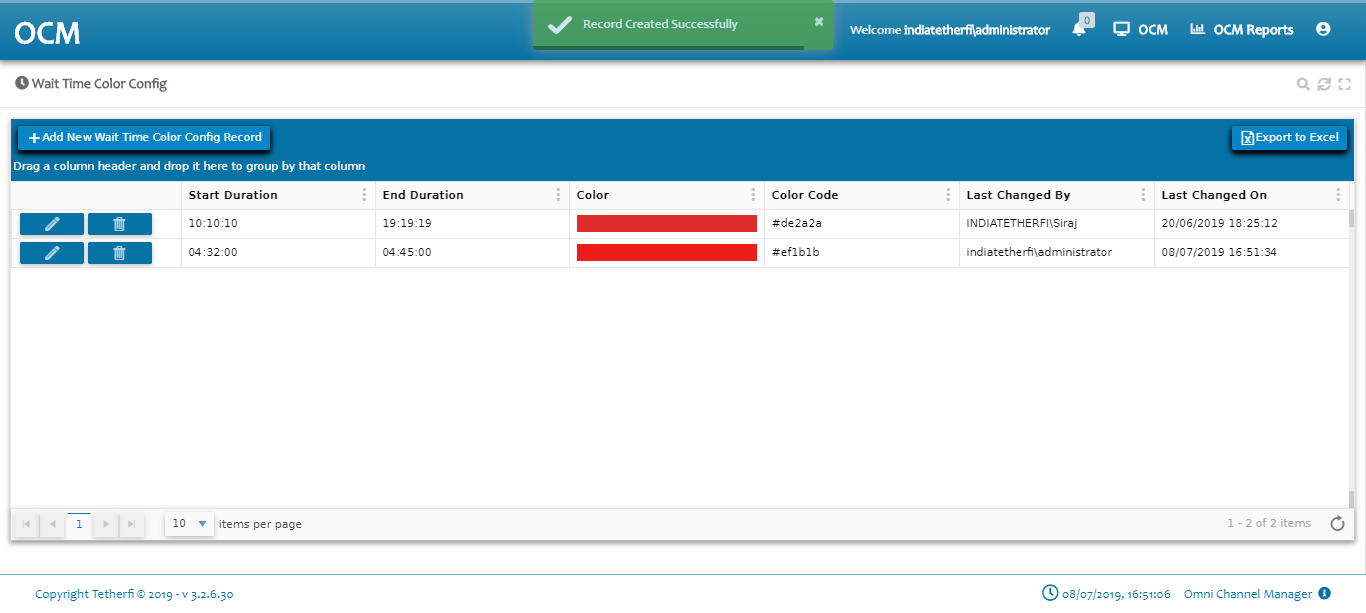 OCM
Record Created Successfully
Welcome indiatetherfi\administrator
0
OCM
OCM Reports
Wait Time Color Config
Add New Wait Time Color Config Record
Export to Excel
Drag a column header and drop it here to group by that column
Start Duration End Duration Color Color Code Last Changed By Last Changed On
10:10:10 19:19:19 #de2a2a INDIATETHERFI\Siraj 20/06/2019 18:25:12
04:32:00 04:45:00 #ef1b1b indiatetherfi\administrator 08/07/2019 16:51:34
1 10 items per page 1 - 2 of 2 items
Copyright Tetherfi © 2019 - v 3.2.6.30 08/07/2019, 16:51:06 Omni Channel Manager